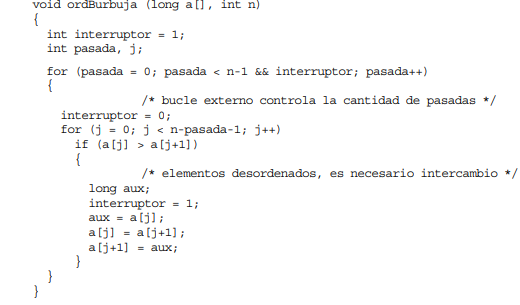 void ordBurbuja (long a[], int n)
{
int interruptor = 1;
int pasada, j;
for (pasada = 0; pasada < n-1 && interruptor; pasada++)
{
/* bucle externo controla la cantidad de pasadas */
interruptor = 0;
for (j = 0; j < n-pasada-1; j++)
if (a[j] > a[j+1])
{
/* elementos desordenados, es necesario intercambio */
long aux;
interruptor = 1;
aux = a[j];
a[j] = a[j+1];
a[j+1] = aux;
}
}
}